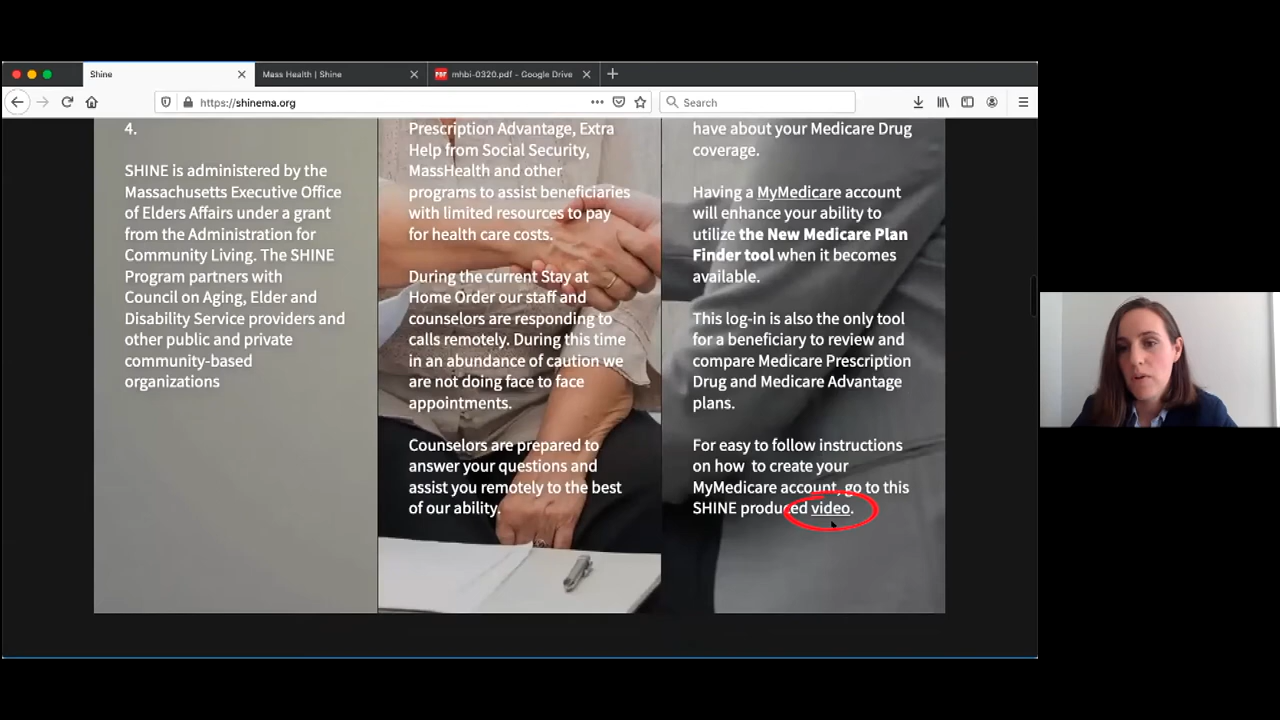 Shine
Mass Health | Shine
PDF
mhbi-0320.pdf - Google Drive
https://shinema.org
Search
4.
SHINE is administered by the
Massachusetts Executive Office
of Elders Affairs under a grant
from the Administration for
Community Living. The SHINE
Program partners with
Council on Aging, Elder and
Disability Service providers and
other public and private
community-based
organizations
Prescription Advantage, Extra
Help from Social Security,
MassHealth and other
programs to assist beneficiaries
with limited resources to pay
for health care costs.
During the current Stay at
Home Order our staff and
counselors are responding to
calls remotely. During this time
in an abundance of caution we
are not doing face to face
appointments.
Counselors are prepared to
answer your questions and
assist you remotely to the best
of our ability.
have about your Medicare Drug
coverage.
Having a MyMedicare account
will enhance your ability to
utilize the New Medicare Plan
Finder tool when it becomes
available.
This log-in is also the only tool
for a beneficiary to review and
compare Medicare Prescription
Drug and Medicare Advantage
plans.
For easy to follow instructions
on how to create your
MyMedicare account, go to this
SHINE produced video.